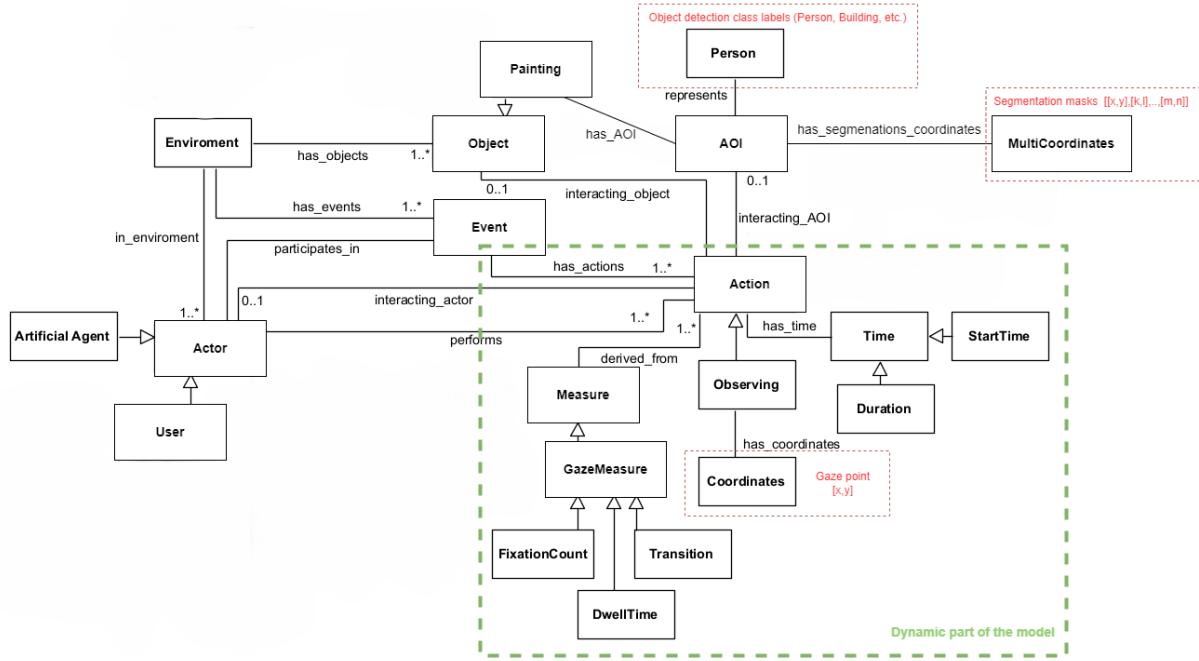 Object detection class labels (Person, Building, etc.)
Person
Painting
represents
Segmentation masks [[x,y],[k,l],..,[m,n]]
Enviroment
has_objects
1..*
Object
has_AOI
AOI
has_segmenations_coordinates
MultiCoordinates
0..1
interacting_object
0..1
has_events
1..*
Event
interacting_AOI
in_enviroment
participates_in
has_actions
1..*
Action
1..*
0..1
interacting_actor
Artificial Agent
Actor
performs
1..*
1..*
has_time
Time
StartTime
derived_from
Measure
Observing
Duration
User
has_coordinates
GazeMeasure
Coordinates
Gaze point
[x,y]
FixationCount
Transition
DwellTime
Dynamic part of the model